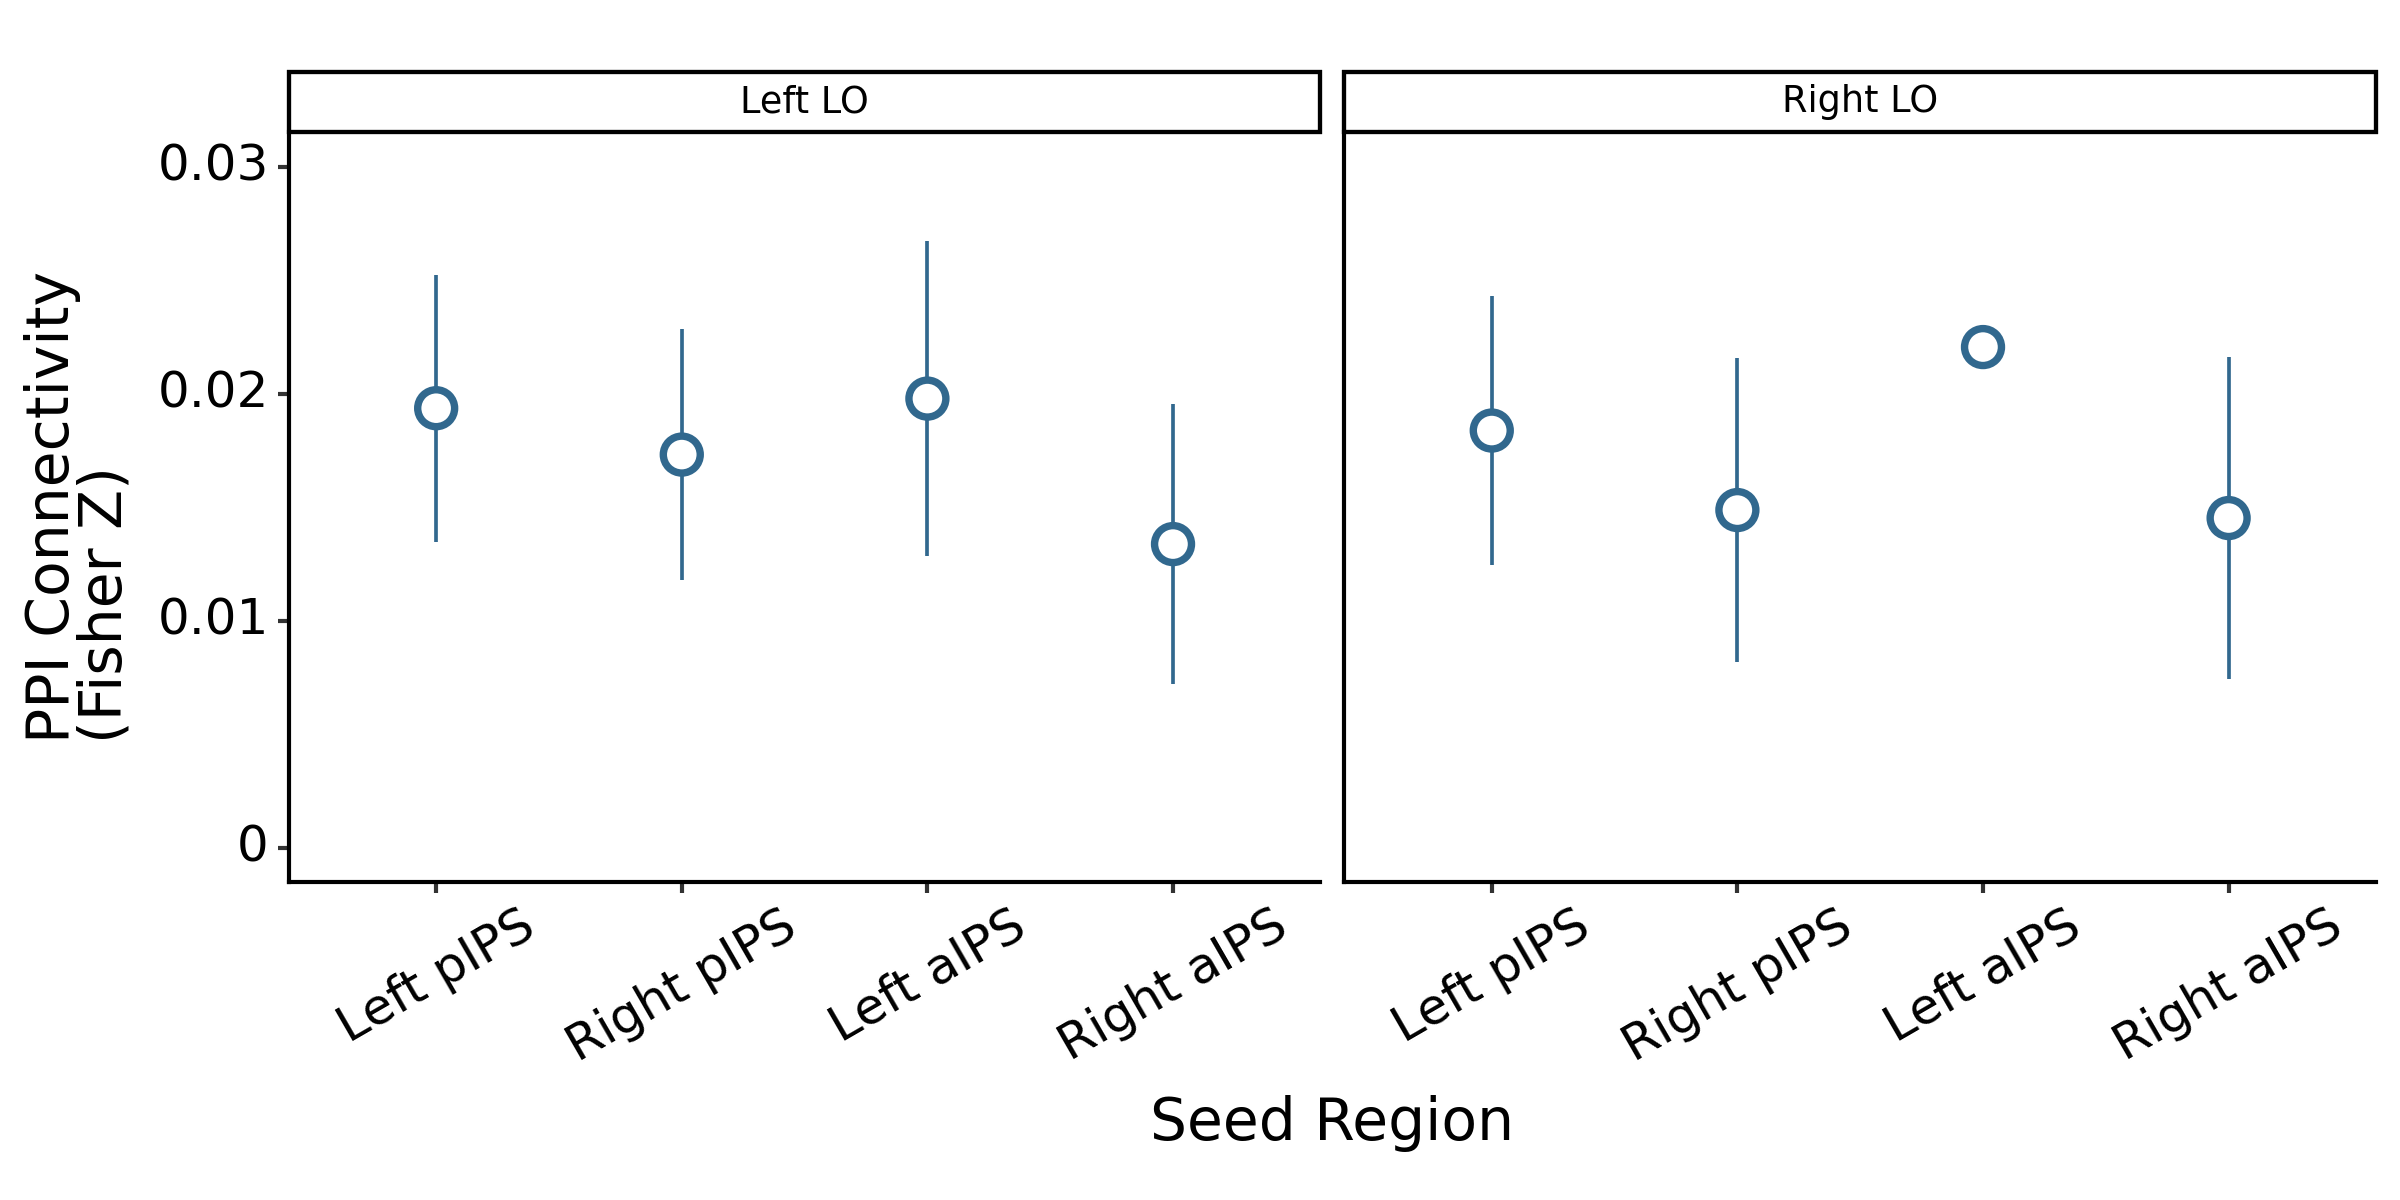 Left LO
Right LO
0.03
0.02
0.01
0
PPI Connectivity
(Fisher Z)
Left pIPS
Right pIPS
Left aIPS
Right aIPS
Left pIPS
Right pIPS
Left aIPS
Right aIPS
Seed Region